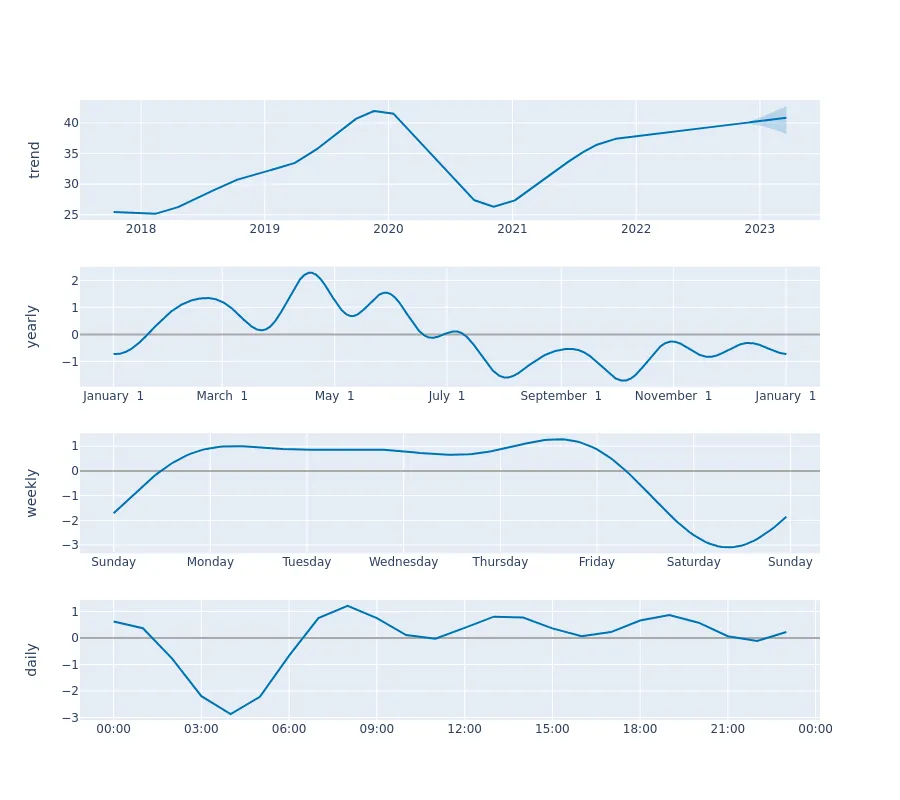 trend
40
35
30
25
2018 2019 2020 2021 2022 2023
yearly
2
1
0
−1
January 1 March 1 May 1 July 1 September 1 November 1 January 1
weekly
1
0
−1
−2
−3
Sunday Monday Tuesday Wednesday Thursday Friday Saturday Sunday
daily
1
0
−1
−2
−3
00:00 03:00 06:00 09:00 12:00 15:00 18:00 21:00 00:00